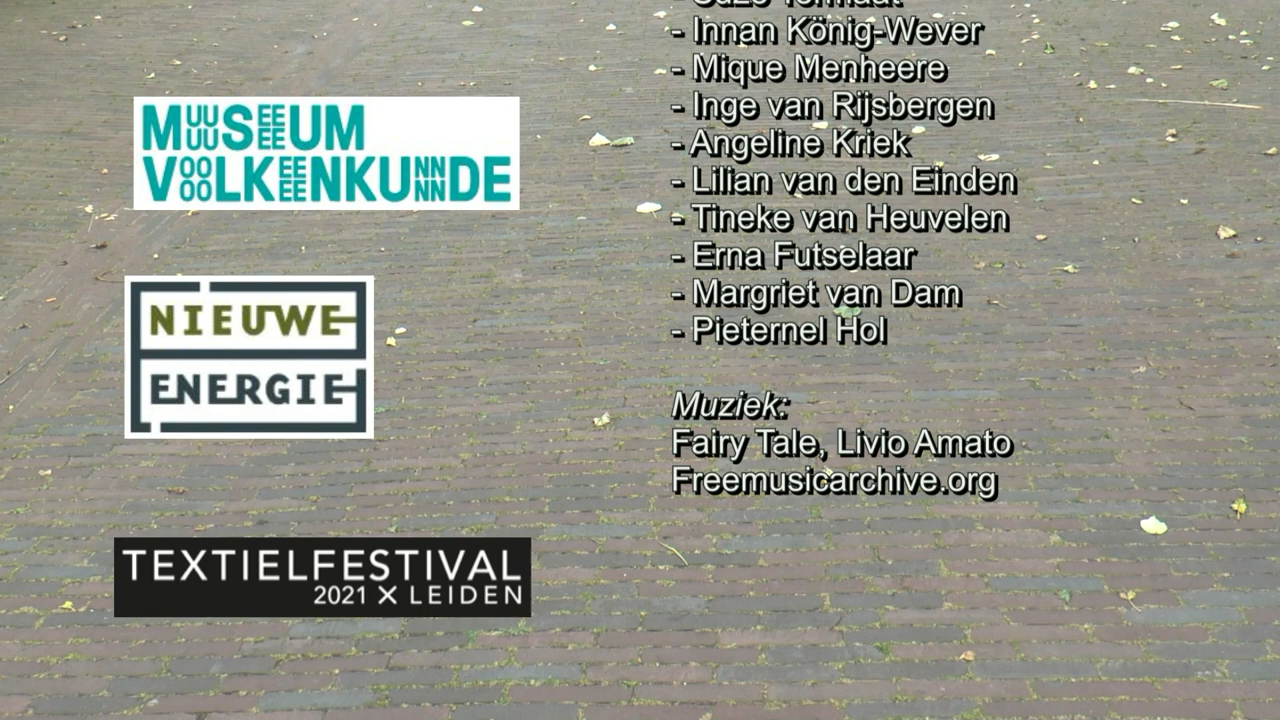 MUSEUM
VOLKENKUNDE
NIEUWE
ENERGIE
TEXTIELFESTIVAL
2021 X LEIDEN
- Innan König-Wever
- Mique Menheere
- Inge van Rijsbergen
- Angeline Kriek
- Lilian van den Einden
- Tineke van Heuvelen
- Erna Futselaar
- Margriet van Dam
- Pieternel Hol
Muziek:
Fairy Tale, Livio Amato
Freemusicarchive.org